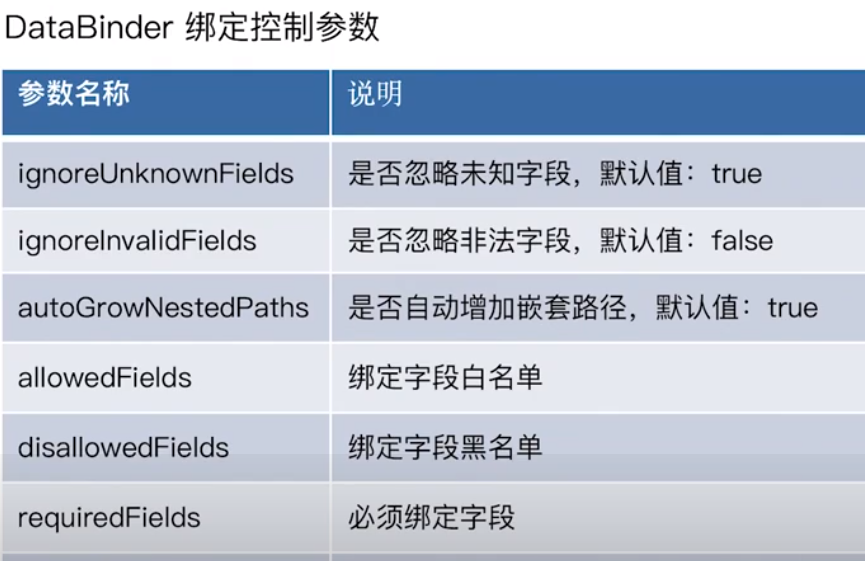 DataBinder 绑定控制参数
参数名称 说明
ignoreUnknownFields 是否忽略未知字段，默认值：true
ignoreInvalidFields 是否忽略非法字段，默认值：false
autoGrowNestedPaths 是否自动增加嵌套路径，默认值：true
allowedFields 绑定字段白名单
disallowedFields 绑定字段黑名单
requiredFields 必须绑定字段